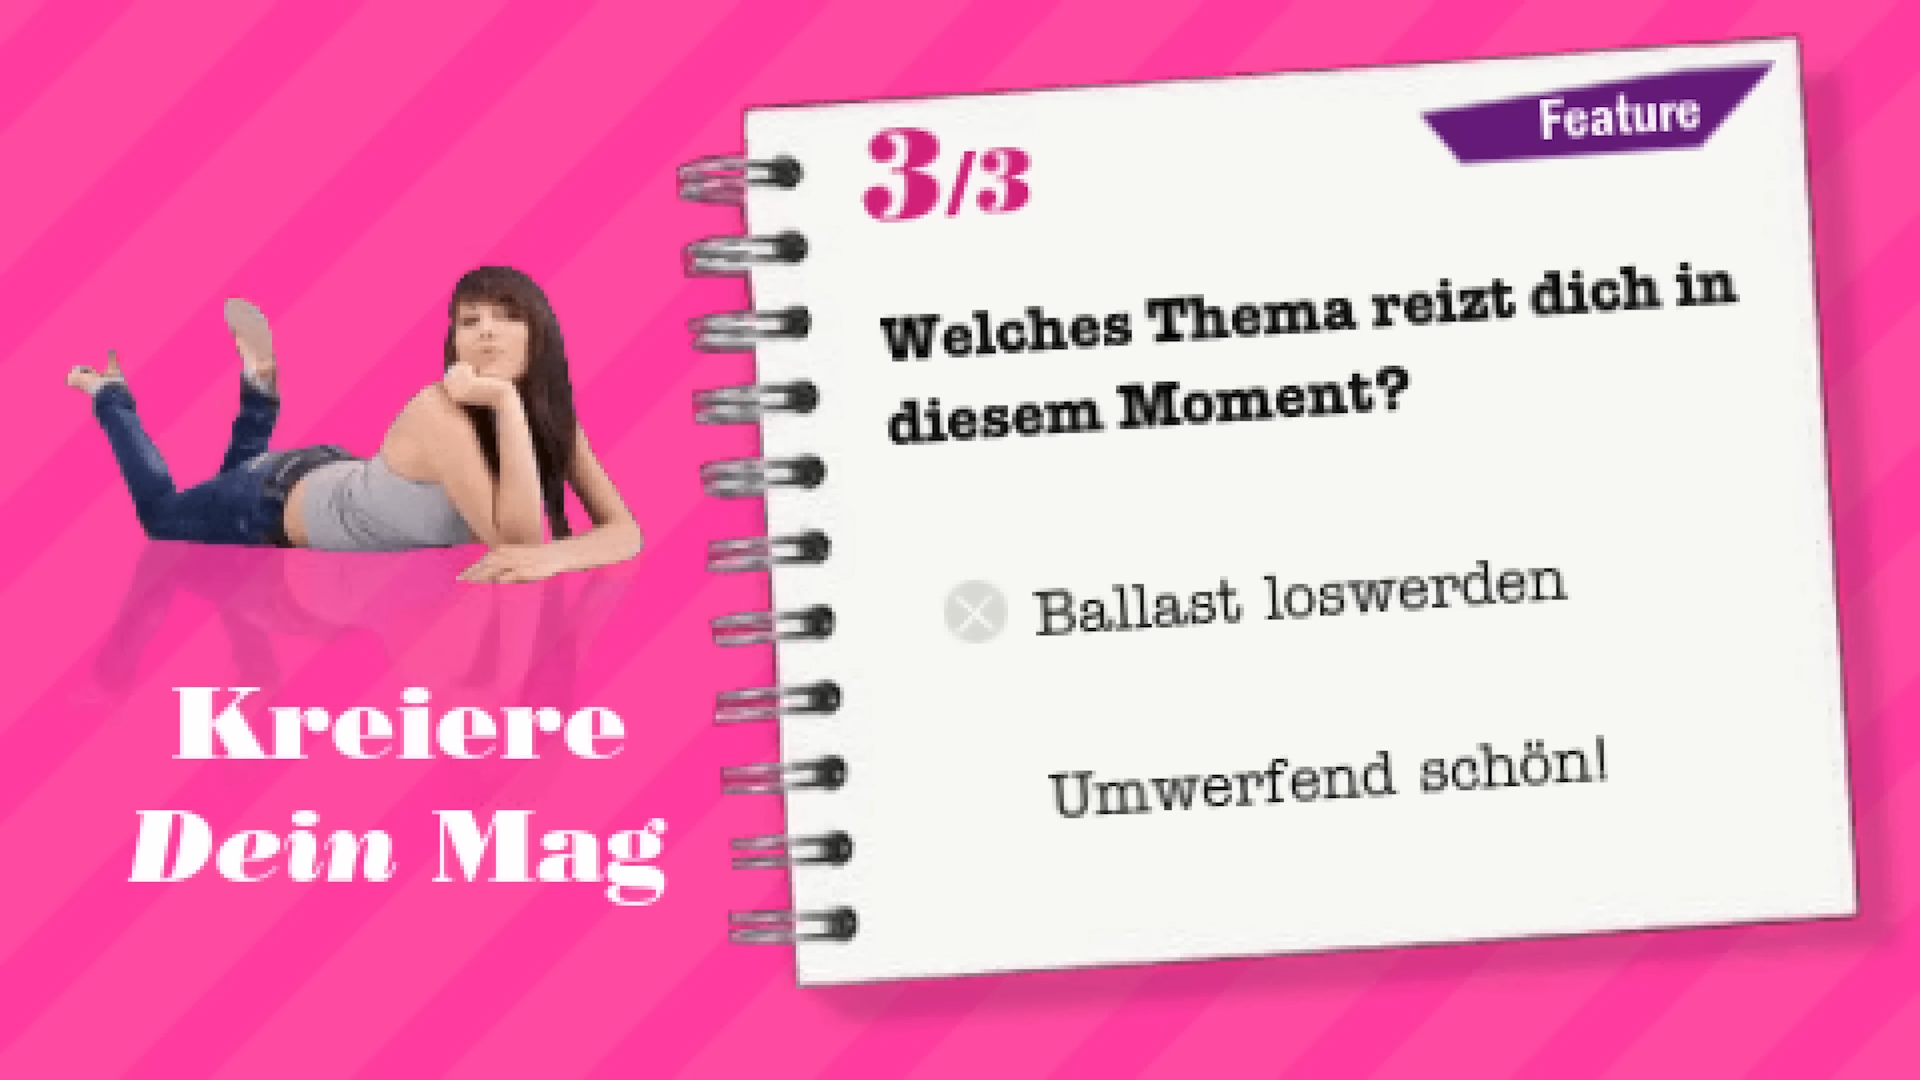 Feature
3/3
Welches Thema reizt dich in
diesem Moment?
Ballast loswerden
Umwerfend schön!
Kreiere
Dein Mag